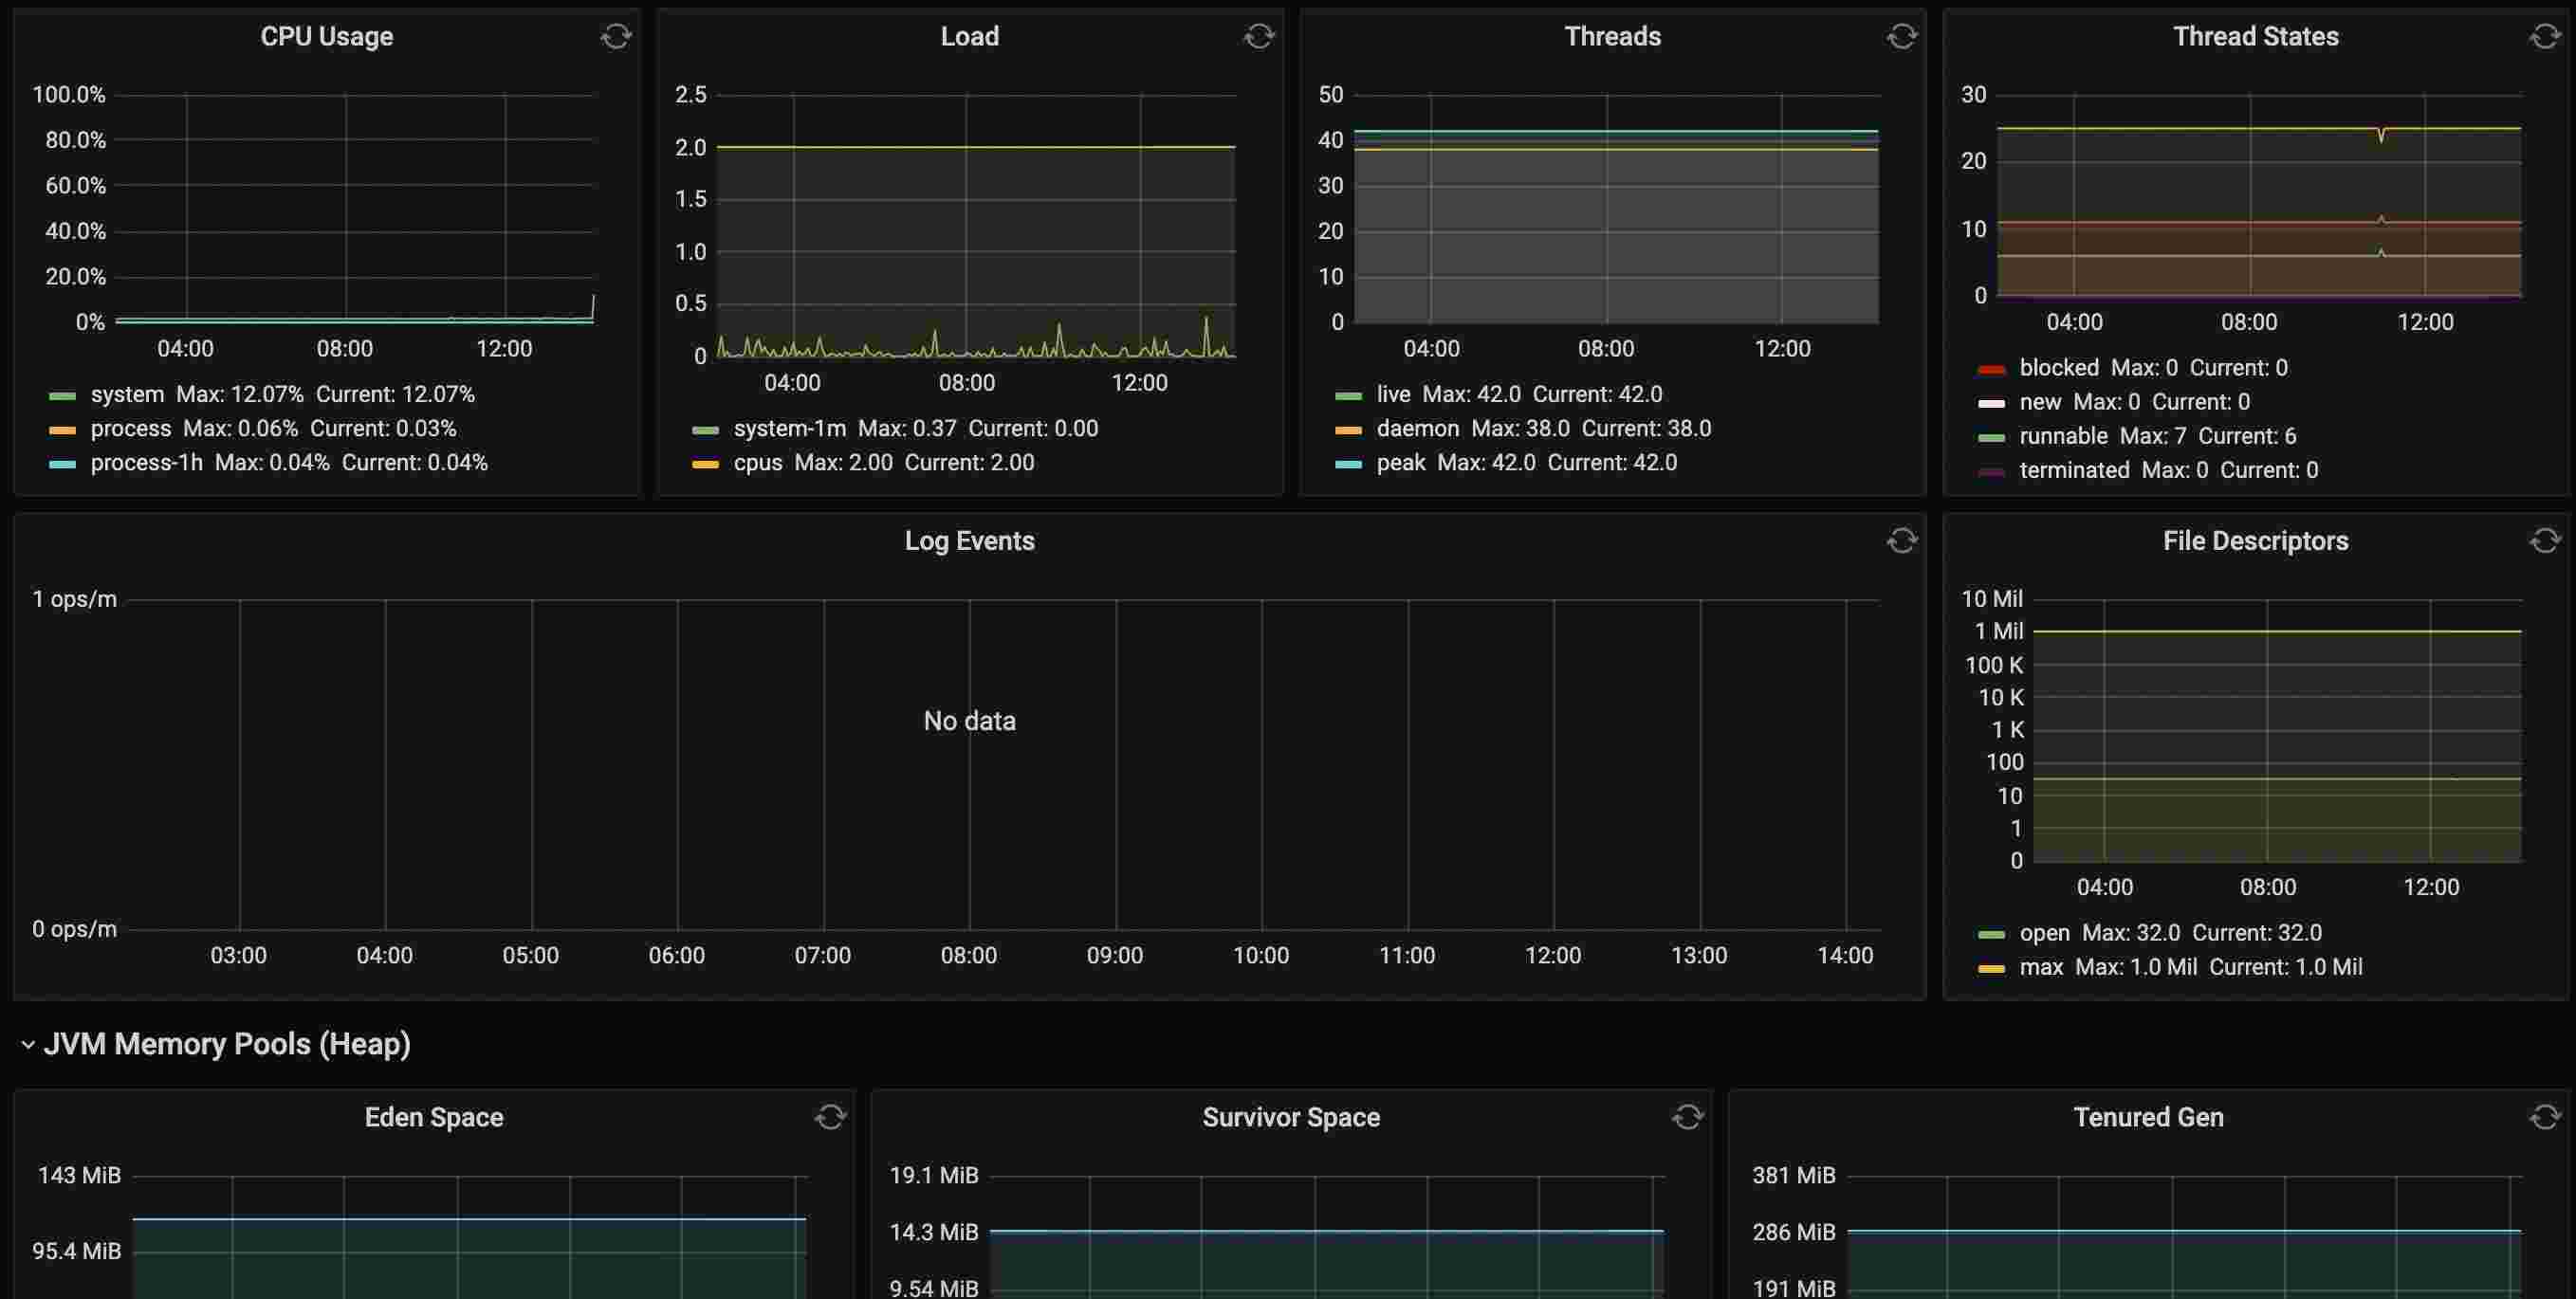 CPU Usage
100.0%
80.0%
60.0%
40.0%
20.0%
0%
04:00 08:00 12:00
system Max: 12.07% Current: 12.07%
process Max: 0.06% Current: 0.03%
process-1h Max: 0.04% Current: 0.04%
Load
2.5
2.0
1.5
1.0
0.5
0
04:00 08:00 12:00
system-1m Max: 0.37 Current: 0.00
cpus Max: 2.00 Current: 2.00
Threads
50
40
30
20
10
0
04:00 08:00 12:00
live Max: 42.0 Current: 42.0
daemon Max: 38.0 Current: 38.0
peak Max: 42.0 Current: 42.0
Thread States
30
20
10
0
04:00 08:00 12:00
blocked Max: 0 Current: 0
new Max: 0 Current: 0
runnable Max: 7 Current: 6
terminated Max: 0 Current: 0
Log Events
1 ops/m
No data
0 ops/m
03:00 04:00 05:00 06:00 07:00 08:00 09:00 10:00 11:00 12:00 13:00 14:00
File Descriptors
10 Mil
1 Mil
100 K
10 K
1 K
100
10
1
0
04:00 08:00 12:00
open Max: 32.0 Current: 32.0
max Max: 1.0 Mil Current: 1.0 Mil
JVM Memory Pools (Heap)
Eden Space
143 MiB
95.4 MiB
Survivor Space
19.1 MiB
14.3 MiB
9.54 MiB
Tenured Gen
381 MiB
286 MiB
191 MiB